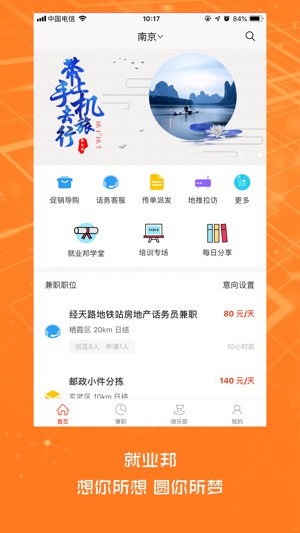 中国电信
10:17
84%
南京
带上手机去旅行
促销导购
话务客服
传单派发
地推拉访
更多
就业邦学堂
培训专场
每日分享
兼职职位
意向设置
经天路地铁站房地产话务员兼职
80 元/天
栖霞区 20km 日结
浏览8人 申请1人
10小时前
邮政小件分拣
140 元/天
玄武区 10km 日结
首页
兼职
俱乐部
我的
就业邦
想你所想 圆你所梦